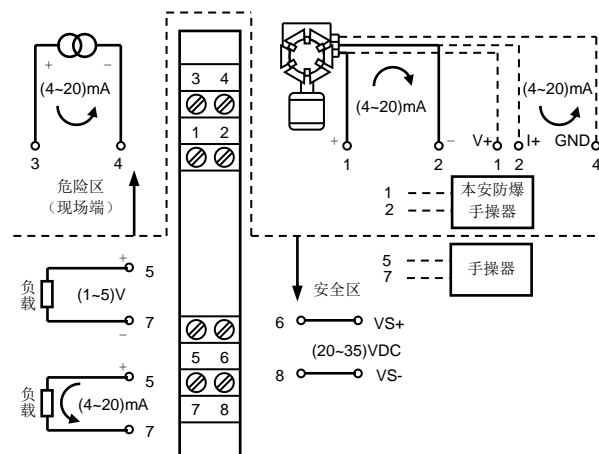 + −
(4~20)mA
3 4
危险区
（现场端）
3 4
1 2
(4~20)mA
(4~20)mA
+ −
1 2
V+ I+ GND
1 2 4
1
2
本安防爆
手操器
5
7
手操器
安全区
负载
+
5
(1~5)V
7
−
负载
+
5
(4~20)mA
7
5 6
7 8
6 VS+
(20~35)VDC
8 VS-